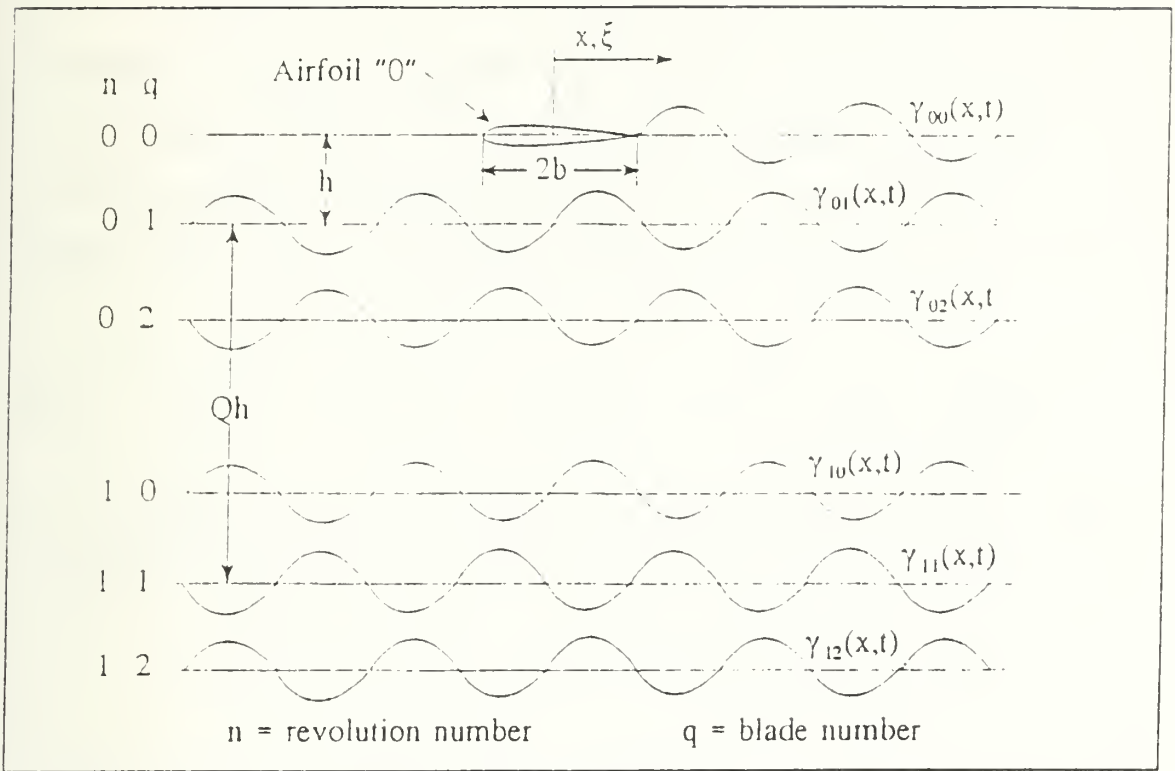 x, ξ
Airfoil "0"
n q
0 0
γ₀₀(x,t)
2b
h
0 1
γ₀₁(x,t)
0 2
γ₀₂(x,t
Qh
1 0
γ₁₀(x,t)
1 1
γ₁₁(x,t)
1 2
γ₁₂(x,t)
n = revolution number q = blade number